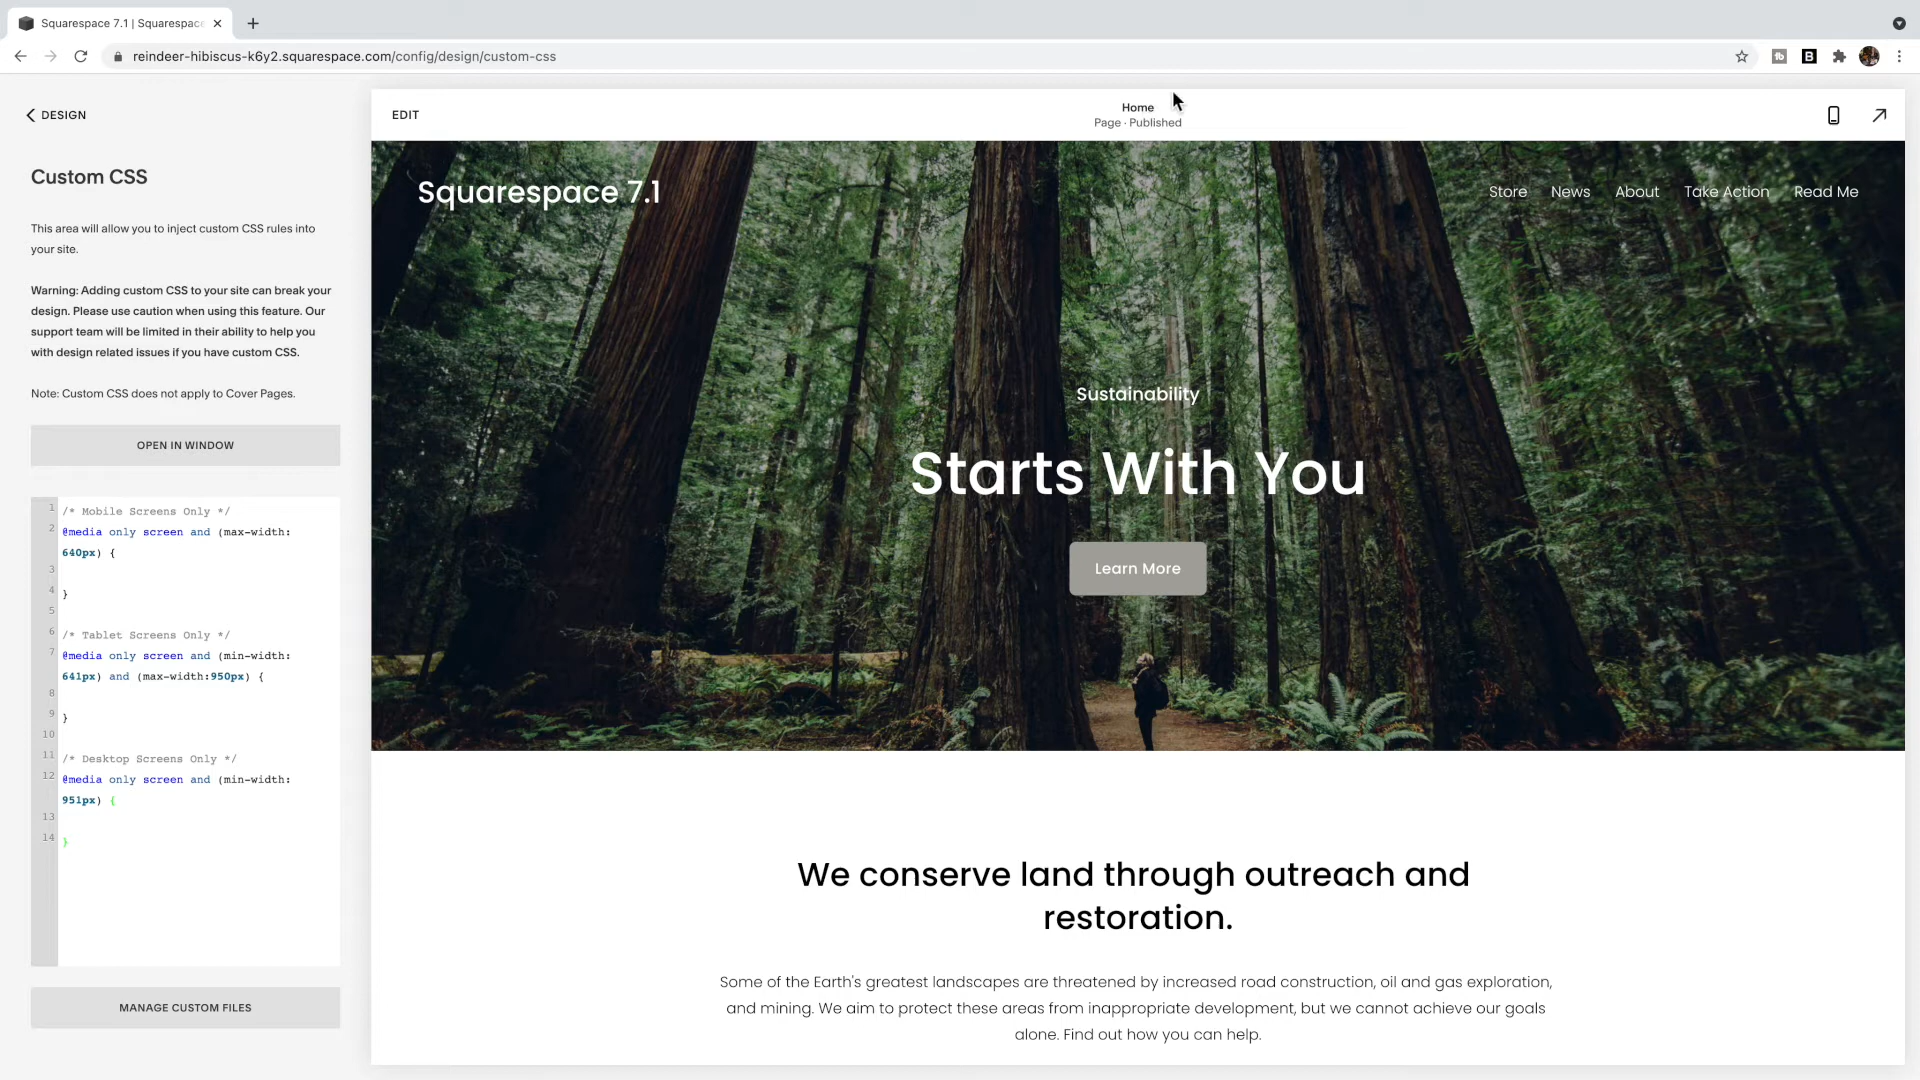 Squarespace 7.1 | Squarespace
reindeer-hibiscus-k6y2.squarespace.com/config/design/custom-css
DESIGN
EDIT
Home
Page · Published
Custom CSS
This area will allow you to inject custom CSS rules into
your site.
Warning: Adding custom CSS to your site can break your
design. Please use caution when using this feature. Our
support team will be limited in their ability to help you
with design related issues if you have custom CSS.
Note: Custom CSS does not apply to Cover Pages.
OPEN IN WINDOW
1 /* Mobile Screens Only */
2 @media only screen and (max-width:
640px) {
3
4 }
5
6 /* Tablet Screens Only */
7 @media only screen and (min-width:
641px) and (max-width:950px) {
8
9 }
10
11 /* Desktop Screens Only */
12 @media only screen and (min-width:
951px) {
13
14 }
MANAGE CUSTOM FILES
Squarespace 7.1
Store News About Take Action Read Me
Sustainability
Starts With You
Learn More
We conserve land through outreach and
restoration.
Some of the Earth's greatest landscapes are threatened by increased road construction, oil and gas exploration,
and mining. We aim to protect these areas from inappropriate development, but we cannot achieve our goals
alone. Find out how you can help.